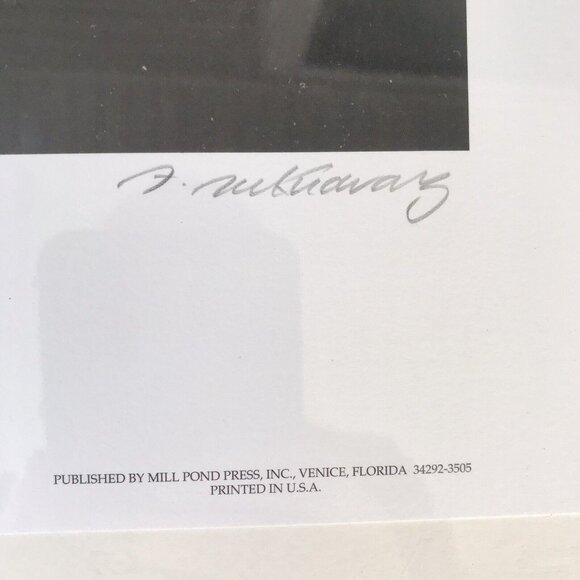 PUBLISHED BY MILL POND PRESS, INC., VENICE, FLORIDA 34292-3505
PRINTED IN U.S.A.